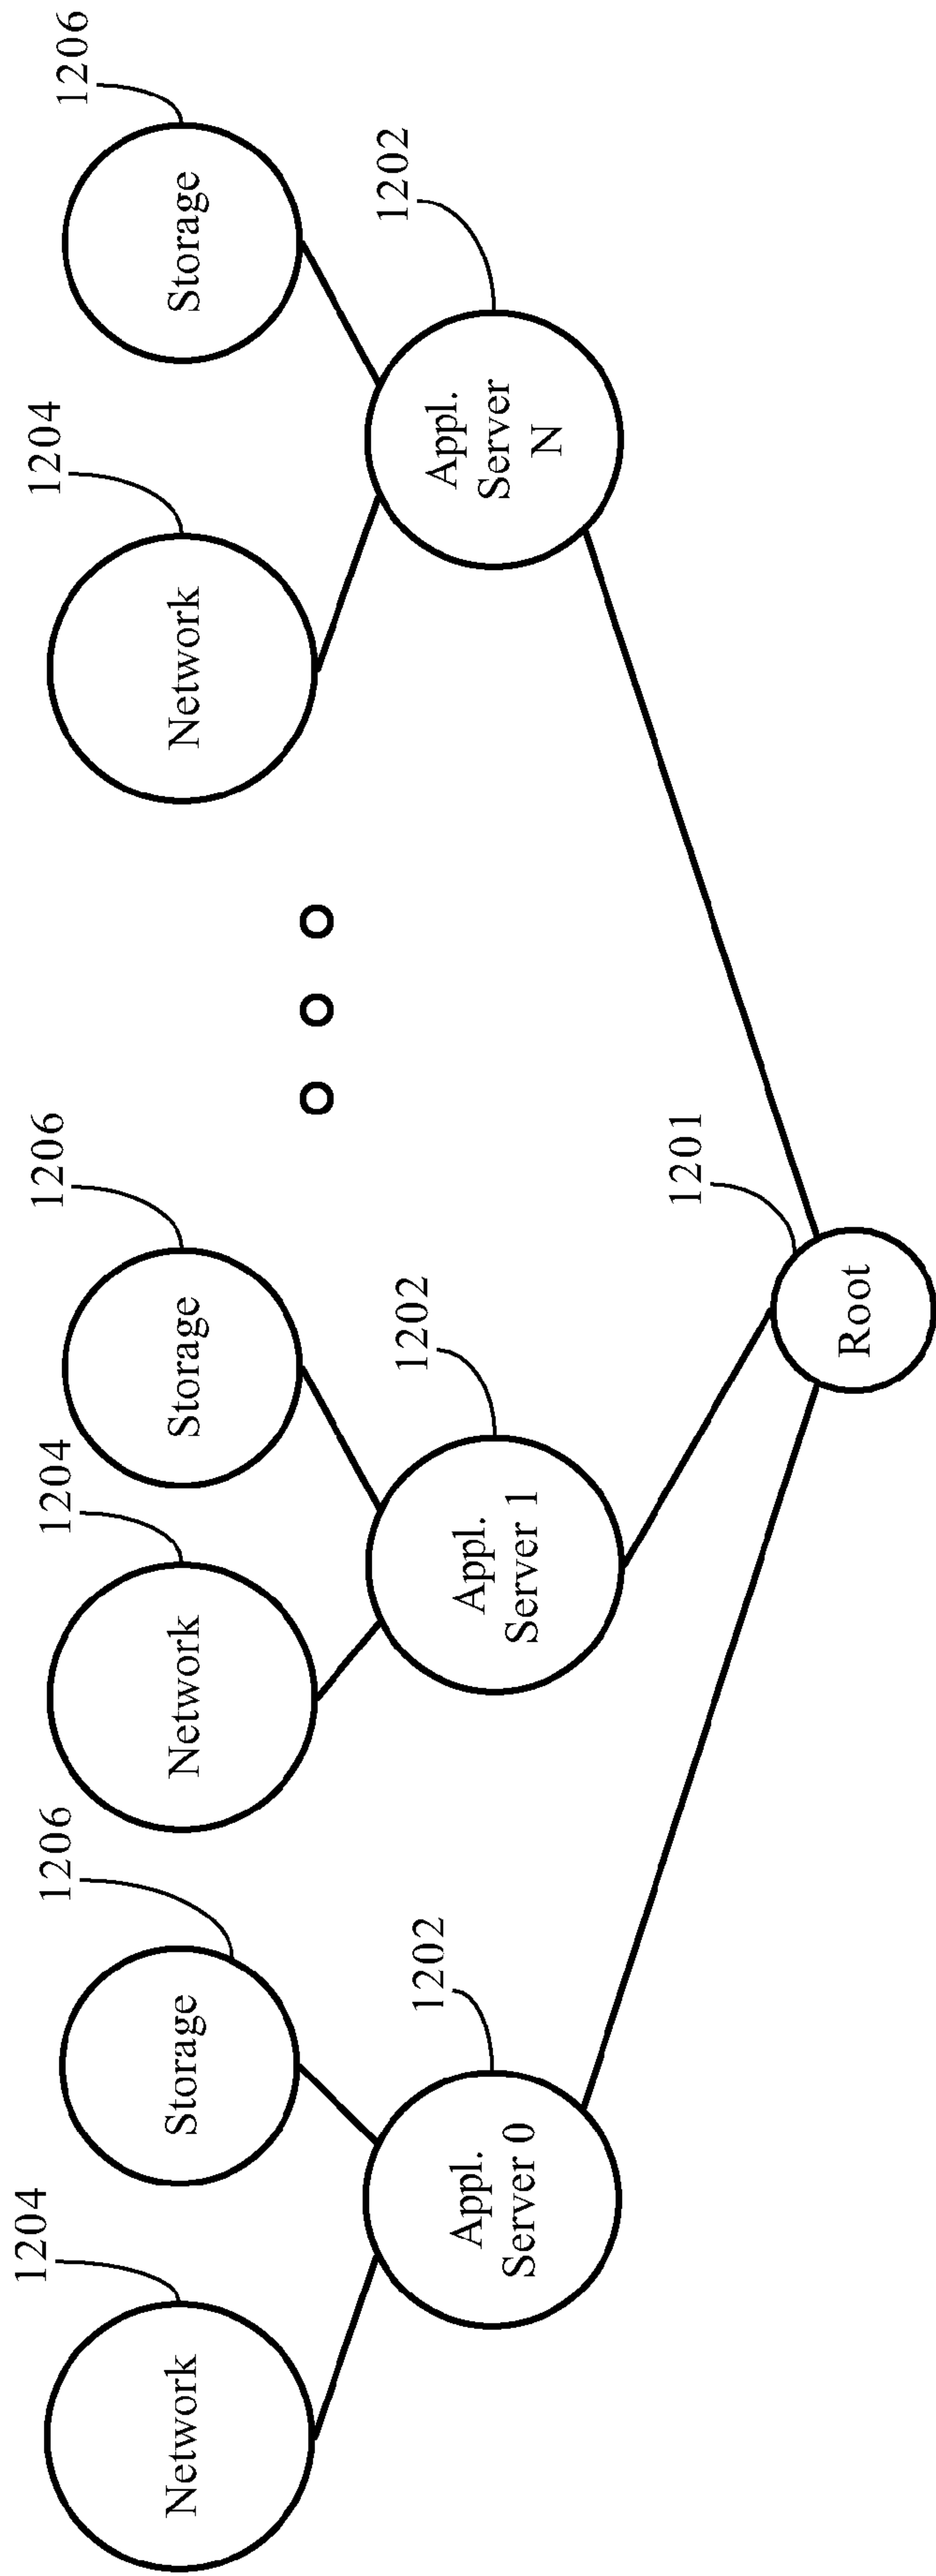 1204
1206
1204
1206
1204
1206
Network
Storage
Network
Storage
Network
Storage
1202
1202
1202
Appl.
Server 0
Appl.
Server 1
Appl.
Server
N
1201
Root